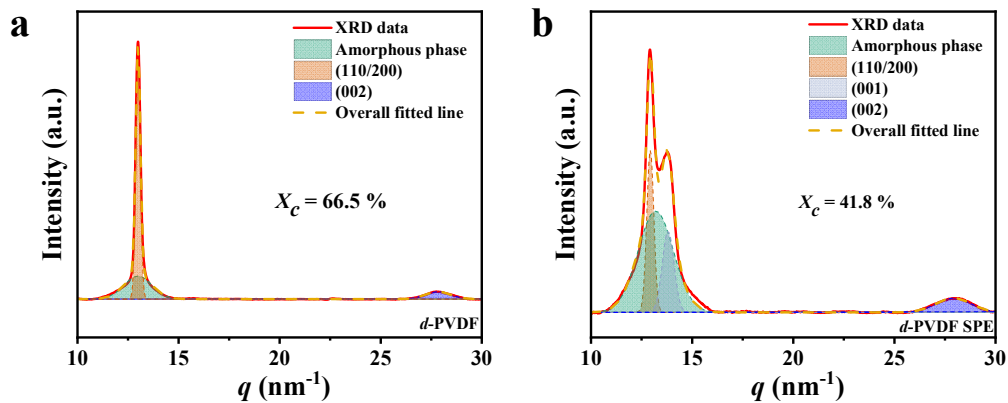 a
XRD data
Amorphous phase
(110/200)
(002)
Overall fitted line
X_c = 66.5 %
d-PVDF
Intensity (a.u.)
10 15 20 25 30
q (nm⁻¹)
b
XRD data
Amorphous phase
(110/200)
(001)
(002)
Overall fitted line
X_c = 41.8 %
d-PVDF SPE
Intensity (a.u.)
10 15 20 25 30
q (nm⁻¹)